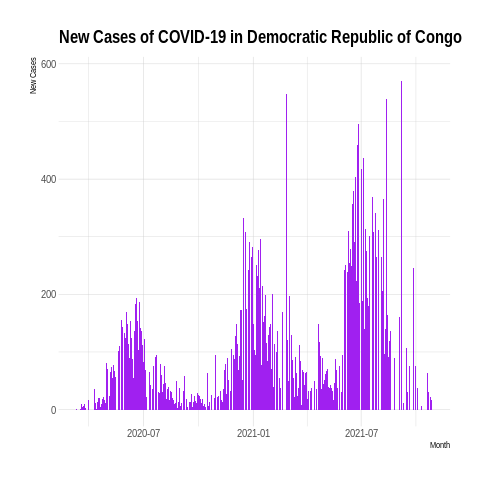 New Cases of COVID-19 in Democratic Republic of Congo
New Cases
600
400
200
0
2020-07
2021-01
2021-07
Month